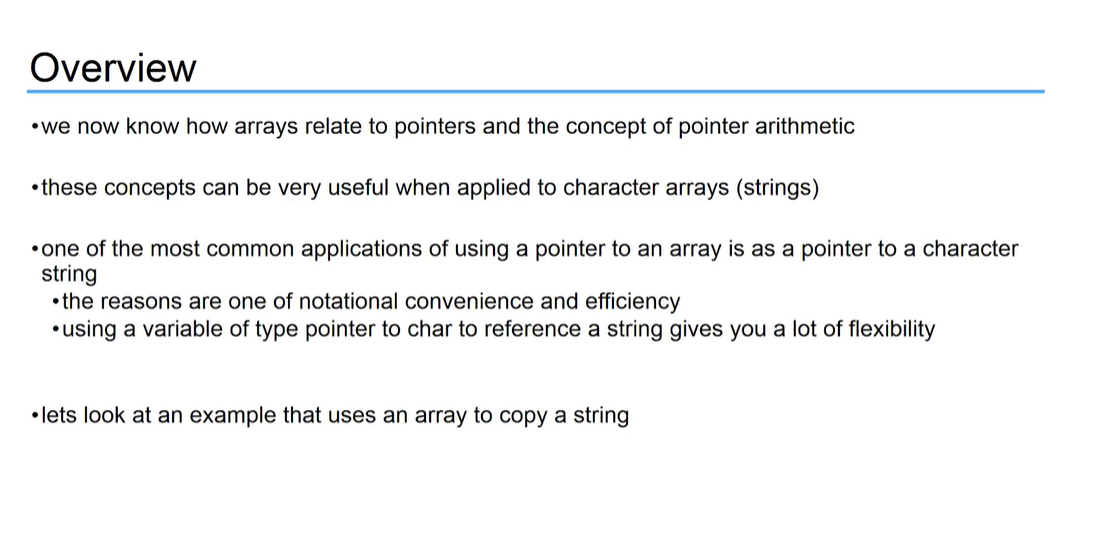 Overview
•we now know how arrays relate to pointers and the concept of pointer arithmetic
•these concepts can be very useful when applied to character arrays (strings)
•one of the most common applications of using a pointer to an array is as a pointer to a character
string
•the reasons are one of notational convenience and efficiency
•using a variable of type pointer to char to reference a string gives you a lot of flexibility
•lets look at an example that uses an array to copy a string